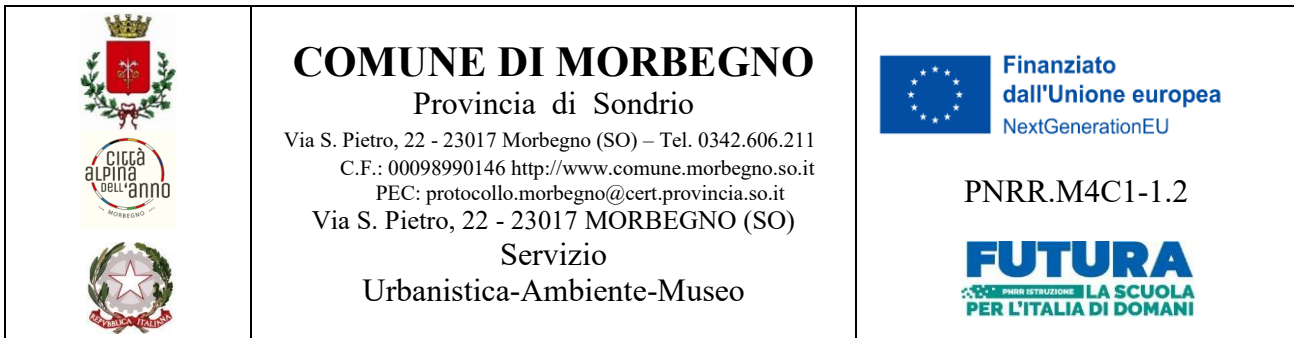 CITTÀ
ALPINA
DELL'ANNO
MORBEGNO
REPVBBLICA ITALIANA
COMUNE DI MORBEGNO
Provincia di Sondrio
Via S. Pietro, 22 - 23017 Morbegno (SO) – Tel. 0342.606.211
C.F.: 00098990146 http://www.comune.morbegno.so.it
PEC: protocollo.morbegno@cert.provincia.so.it
Via S. Pietro, 22 - 23017 MORBEGNO (SO)
Servizio
Urbanistica-Ambiente-Museo
Finanziato
dall'Unione europea
NextGenerationEU
PNRR.M4C1-1.2
FUTURA
PNRR ISTRUZIONE LA SCUOLA
PER L'ITALIA DI DOMANI